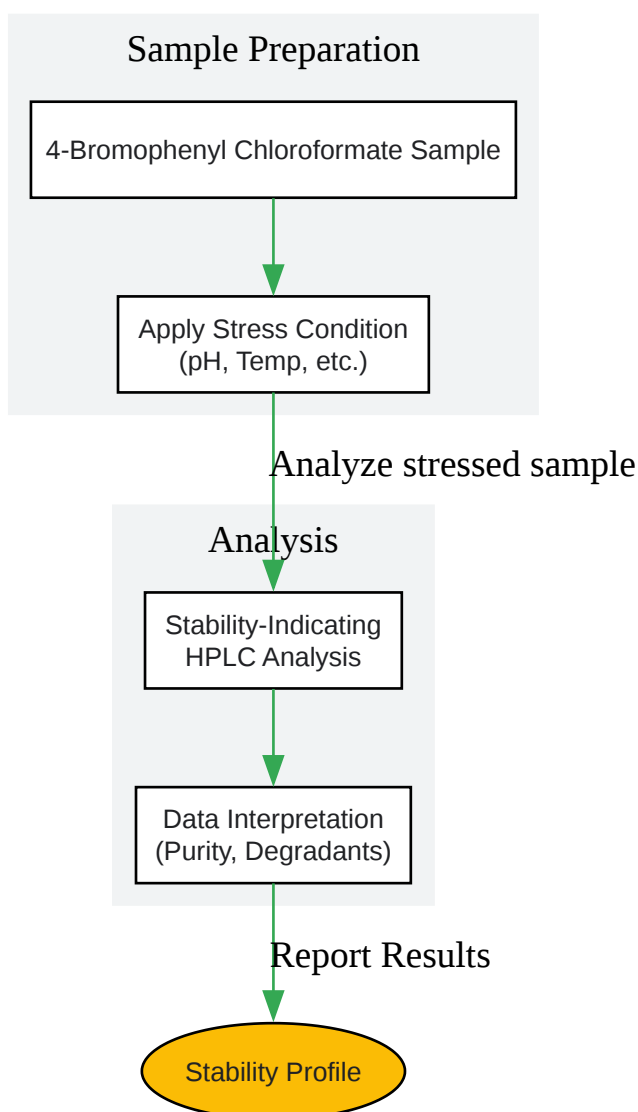 Sample Preparation
4-Bromophenyl Chloroformate Sample
Apply Stress Condition
(pH, Temp, etc.)
Analyze stressed sample
Analysis
Stability-Indicating
HPLC Analysis
Data Interpretation
(Purity, Degradants)
Report Results
Stability Profile